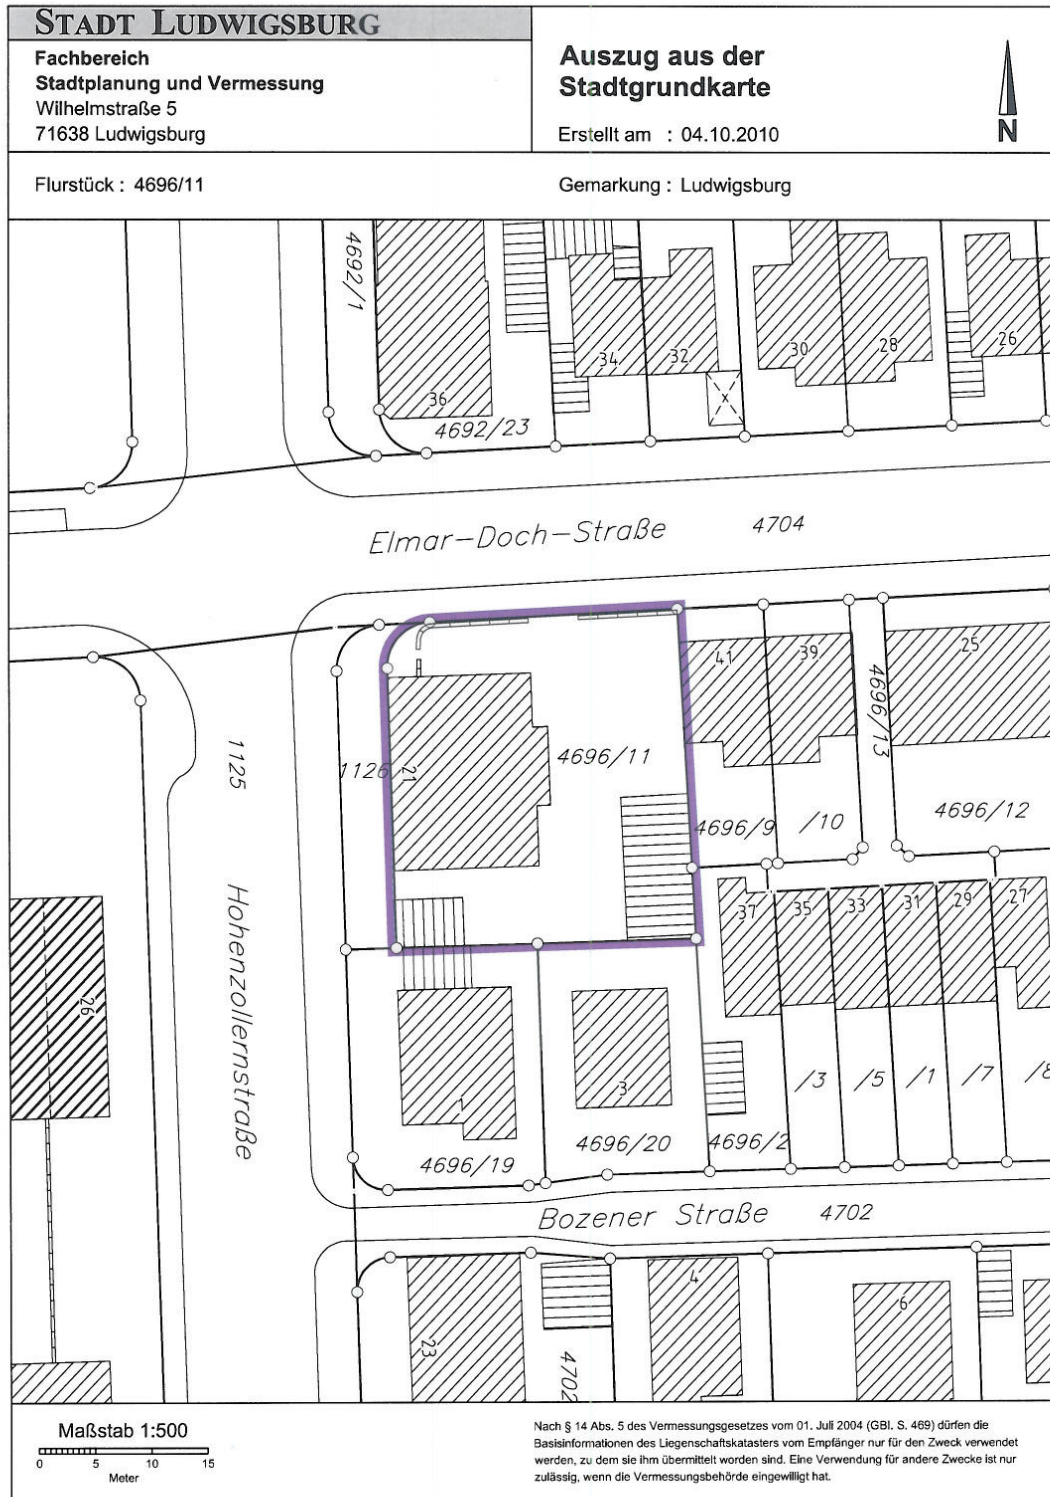 STADT LUDWIGSBURG
Fachbereich
Stadtplanung und Vermessung
Wilhelmstraße 5
71638 Ludwigsburg
Auszug aus der
Stadtgrundkarte
Erstellt am : 04.10.2010
N
Flurstück : 4696/11
Gemarkung : Ludwigsburg
4692/1
36
34
32
30
28
26
4692/23
x
Elmar-Doch-Straße
4704
41
39
25
4696/13
1125
1126
21
4696/11
4696/9
/10
4696/12
Hohenzollernstraße
26
37
35
33
31
29
27
1
3
/3
/5
/1
/7
/8
4696/19
4696/20
4696/2
Bozener Straße
4702
23
4
6
4702
Maßstab 1:500
0 5 10 15
Meter
Nach § 14 Abs. 5 des Vermessungsgesetzes vom 01. Juli 2004 (GBl. S. 469) dürfen die
Basisinformationen des Liegenschaftskatasters vom Empfänger nur für den Zweck verwendet
werden, zu dem sie ihm übermittelt worden sind. Eine Verwendung für andere Zwecke ist nur
zulässig, wenn die Vermessungsbehörde eingewilligt hat.